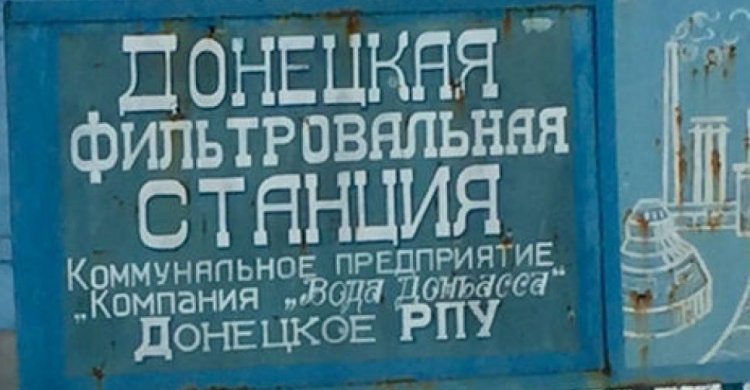 ДОНЕЦКАЯ
ФИЛЬТРОВАЛЬНАЯ
СТАНЦИЯ
КОММУНАЛЬНОЕ ПРЕДПРИЯТИЕ
„КОМПАНИЯ „Вода Донбасса“
ДОНЕЦКОЕ РПУ